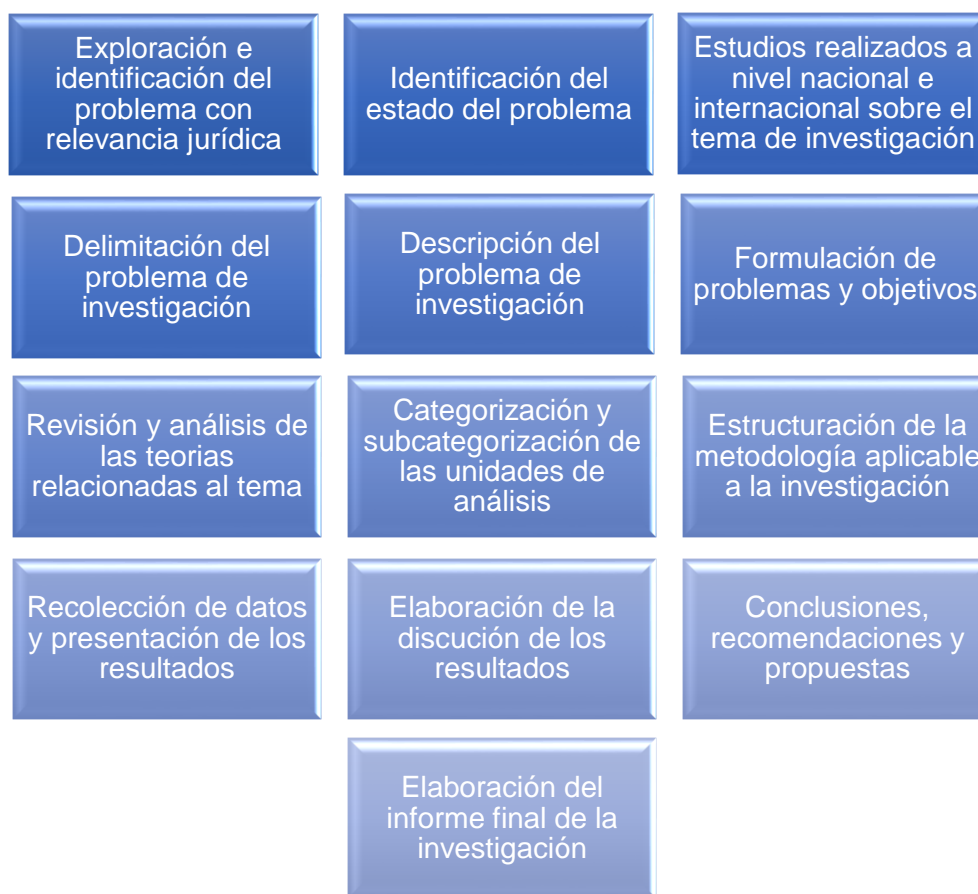 Exploración e
identificación del
problema con
relevancia jurídica
Identificación del
estado del problema
Estudios realizados a
nivel nacional e
internacional sobre el
tema de investigación
Delimitación del
problema de
investigación
Descripción del
problema de
investigación
Formulación de
problemas y objetivos
Revisión y análisis de
las teorias
relacionadas al tema
Categorización y
subcategorización de
las unidades de
análisis
Estructuración de la
metodología aplicable
a la investigación
Recolección de datos
y presentación de los
resultados
Elaboración de la
discución de los
resultados
Conclusiones,
recomendaciones y
propuestas
Elaboración del
informe final de la
investigación